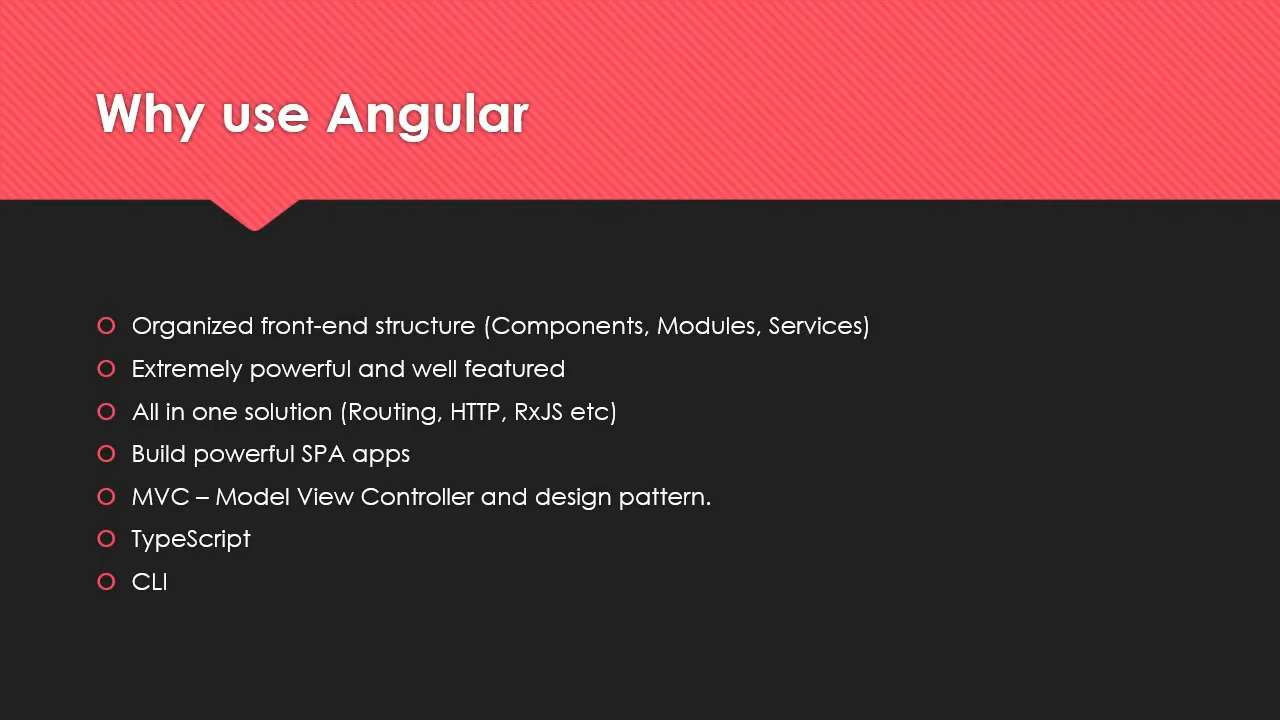 Why use Angular
Organized front-end structure (Components, Modules, Services)
Extremely powerful and well featured
All in one solution (Routing, HTTP, RxJS etc)
Build powerful SPA apps
MVC – Model View Controller and design pattern.
TypeScript
CLI